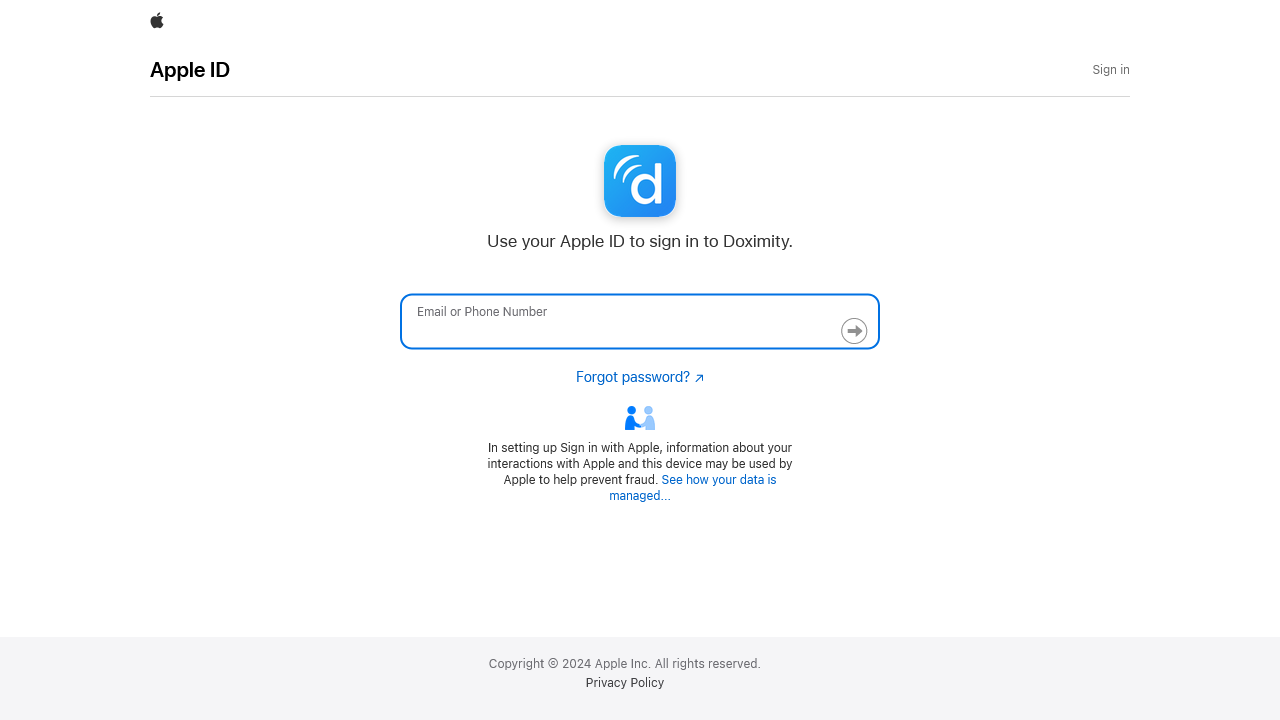 Apple ID
Sign in
Use your Apple ID to sign in to Doximity.
Email or Phone Number
Forgot password? ↗
In setting up Sign in with Apple, information about your
interactions with Apple and this device may be used by
Apple to help prevent fraud. See how your data is
managed...
Copyright © 2024 Apple Inc. All rights reserved.
Privacy Policy